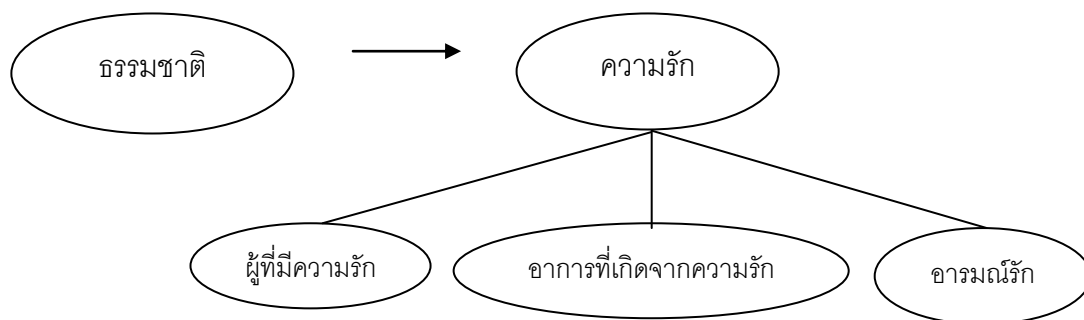 ธรรมชาติ
ความรัก
ผู้ที่มีความรัก
อาการที่เกิดจากความรัก
อารมณ์รัก